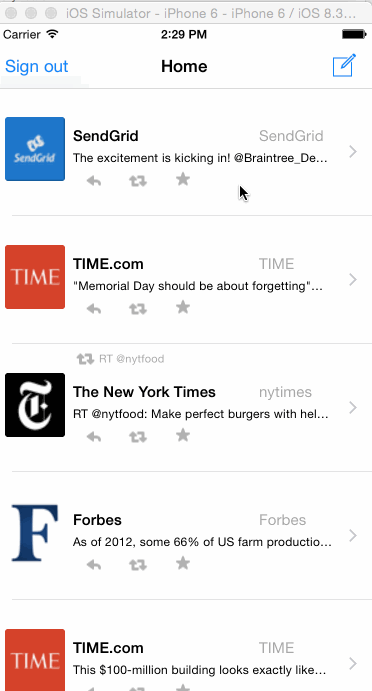 iOS Simulator - iPhone 6 - iPhone 6 / iOS 8.3…
Carrier 2:29 PM
Sign out Home
SendGrid
SendGrid SendGrid
The excitement is kicking in! @Braintree_De…
TIME
TIME.com TIME
"Memorial Day should be about forgetting"…
RT @nytfood
The New York Times nytimes
RT @nytfood: Make perfect burgers with hel…
F
Forbes Forbes
As of 2012, some 66% of US farm productio…
TIME
TIME.com TIME
This $100-million building looks exactly like…